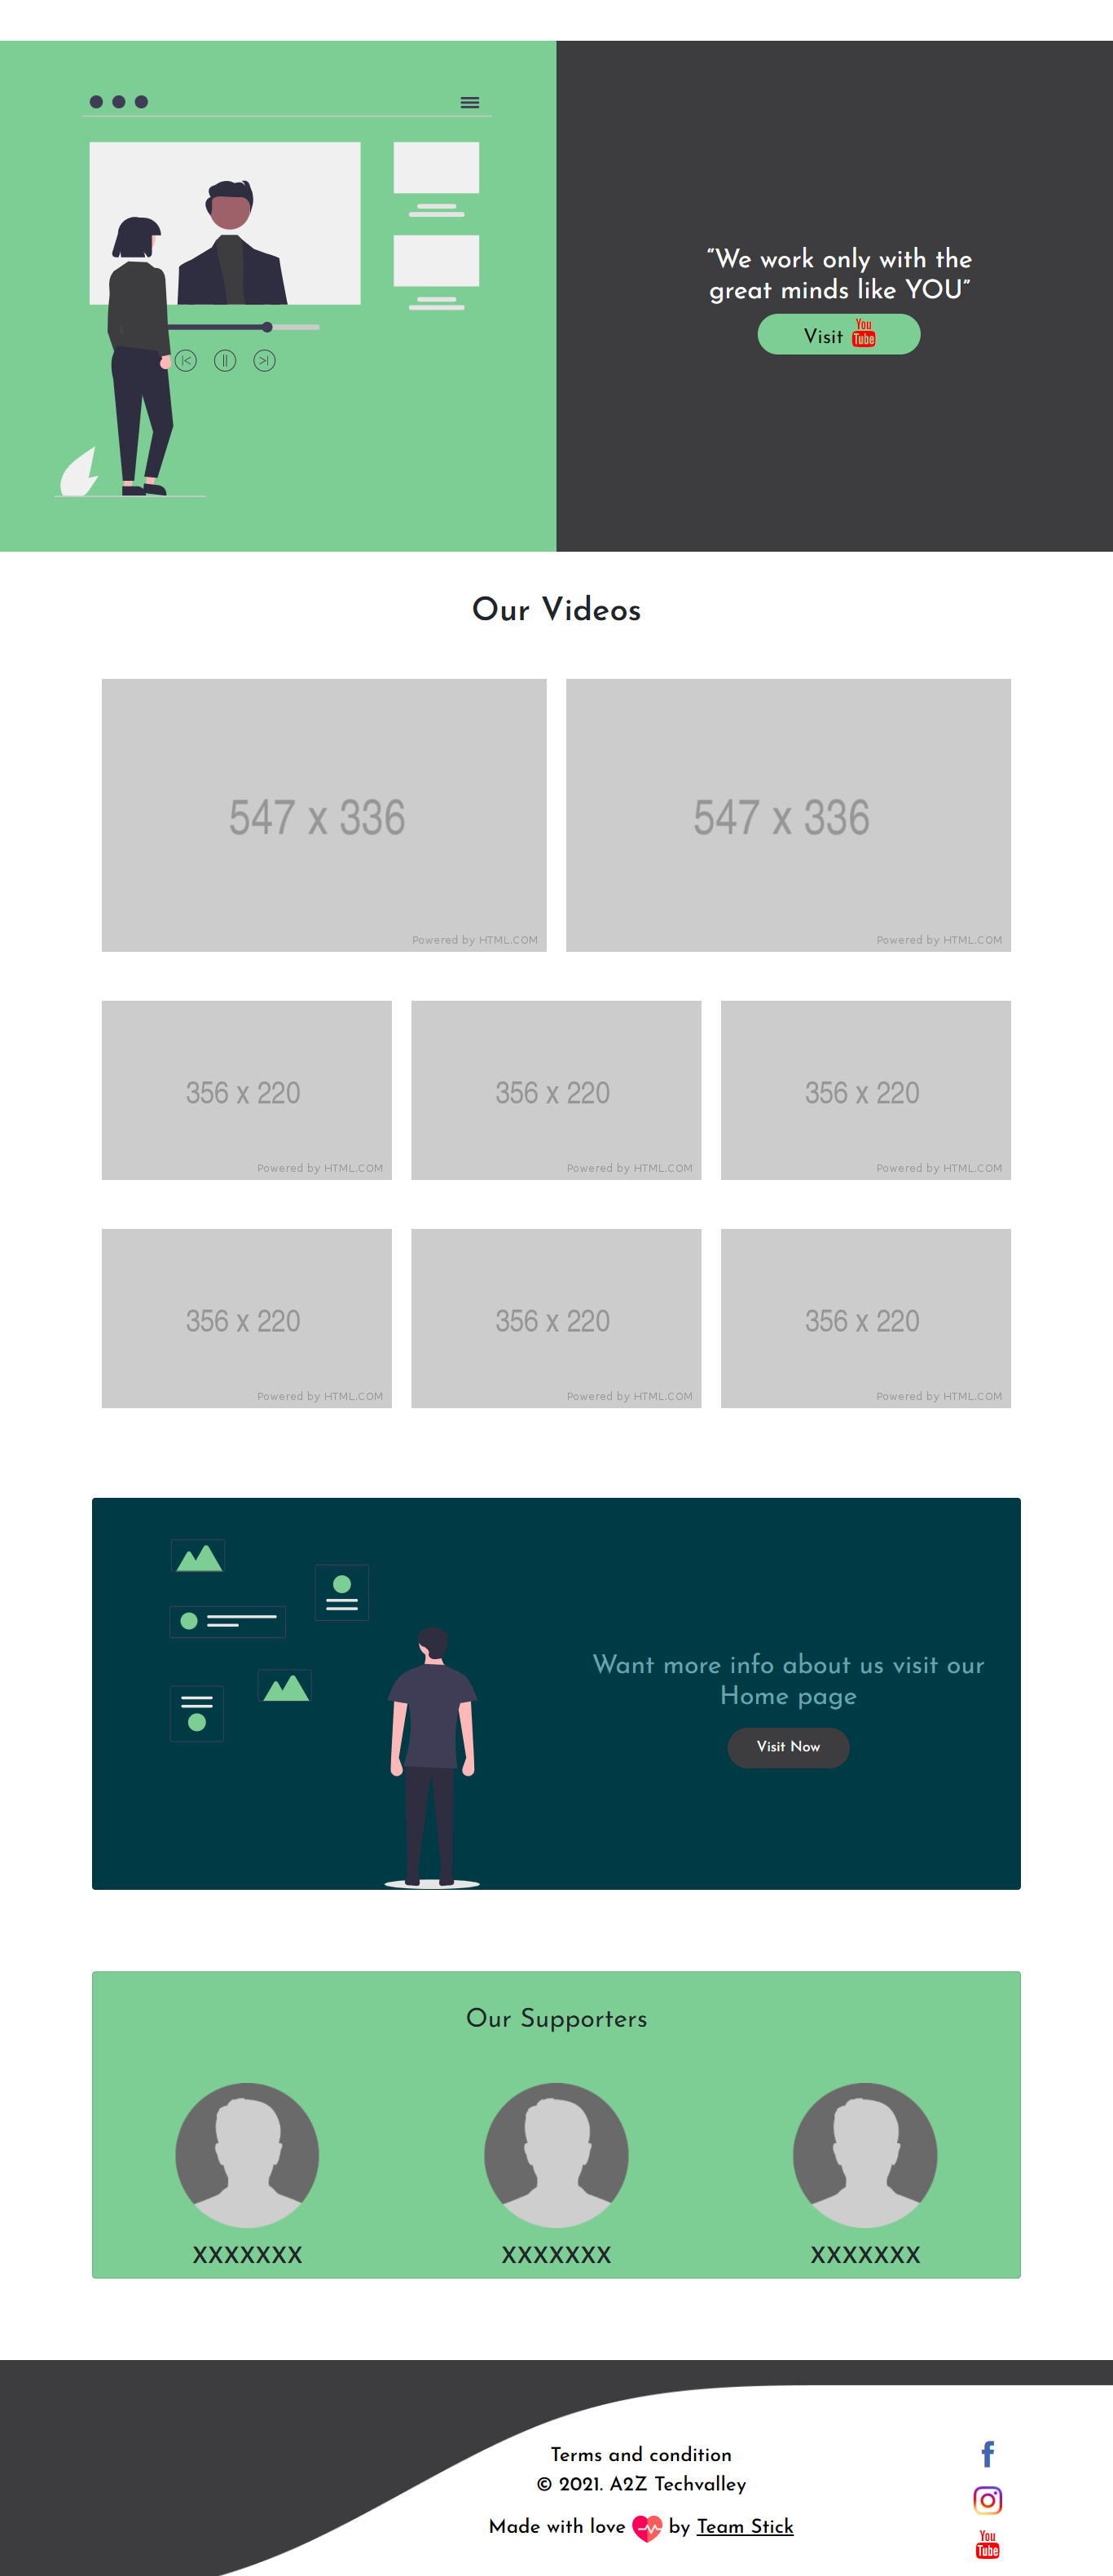 “We work only with the
great minds like YOU”
Visit You Tube
Our Videos
547 x 336
547 x 336
Powered by HTML.COM
Powered by HTML.COM
356 x 220
356 x 220
356 x 220
Powered by HTML.COM
Powered by HTML.COM
Powered by HTML.COM
356 x 220
356 x 220
356 x 220
Powered by HTML.COM
Powered by HTML.COM
Powered by HTML.COM
Want more info about us visit our
Home page
Visit Now
Our Supporters
XXXXXXX
XXXXXXX
XXXXXXX
Terms and condition
© 2021. A2Z Techvalley
Made with love by Team Stick
f
You
Tube